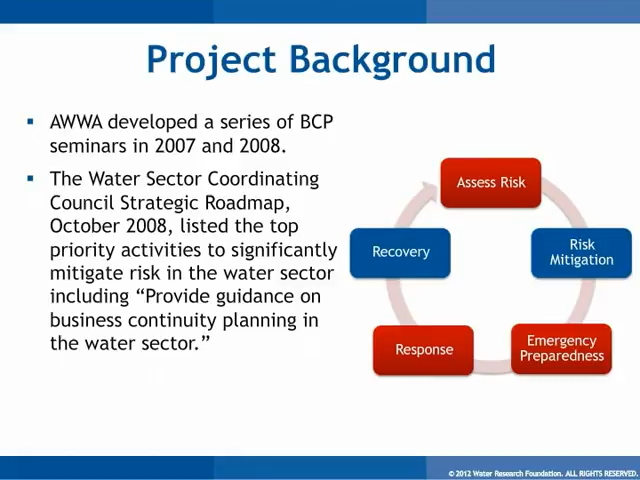 Project Background
▪ AWWA developed a series of BCP
seminars in 2007 and 2008.
▪ The Water Sector Coordinating
Council Strategic Roadmap,
October 2008, listed the top
priority activities to significantly
mitigate risk in the water sector
including “Provide guidance on
business continuity planning in
the water sector.”
Assess Risk
Risk
Mitigation
Emergency
Preparedness
Response
Recovery
© 2012 Water Research Foundation. ALL RIGHTS RESERVED.